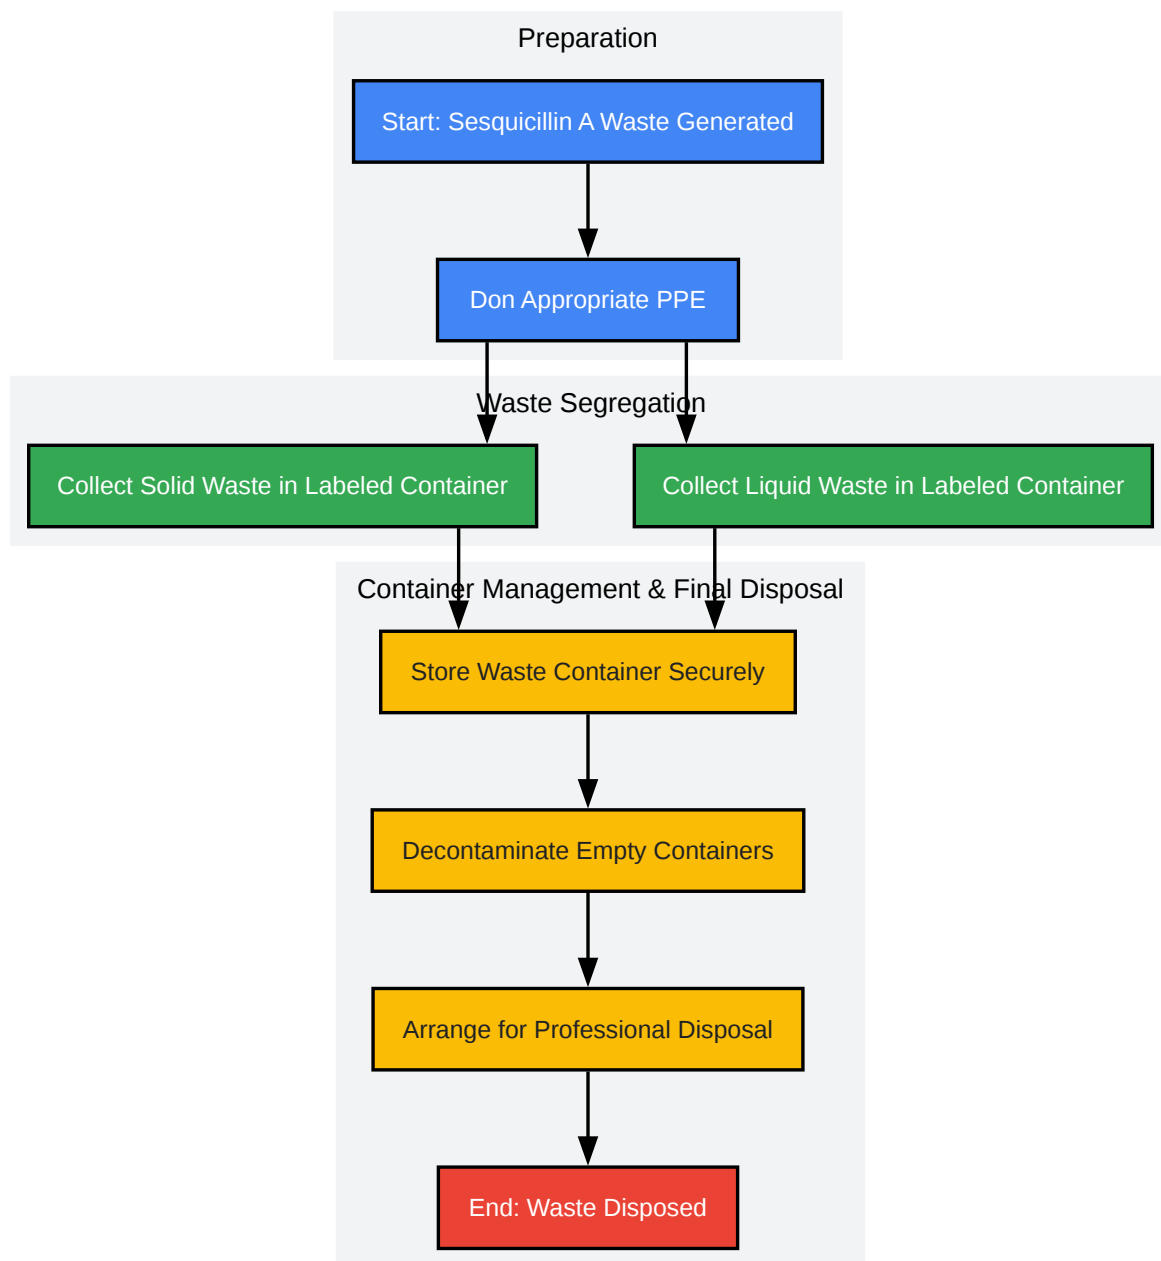 Preparation
Start: Sesquicillin A Waste Generated
Don Appropriate PPE
Waste Segregation
Collect Solid Waste in Labeled Container
Collect Liquid Waste in Labeled Container
Container Management & Final Disposal
Store Waste Container Securely
Decontaminate Empty Containers
Arrange for Professional Disposal
End: Waste Disposed